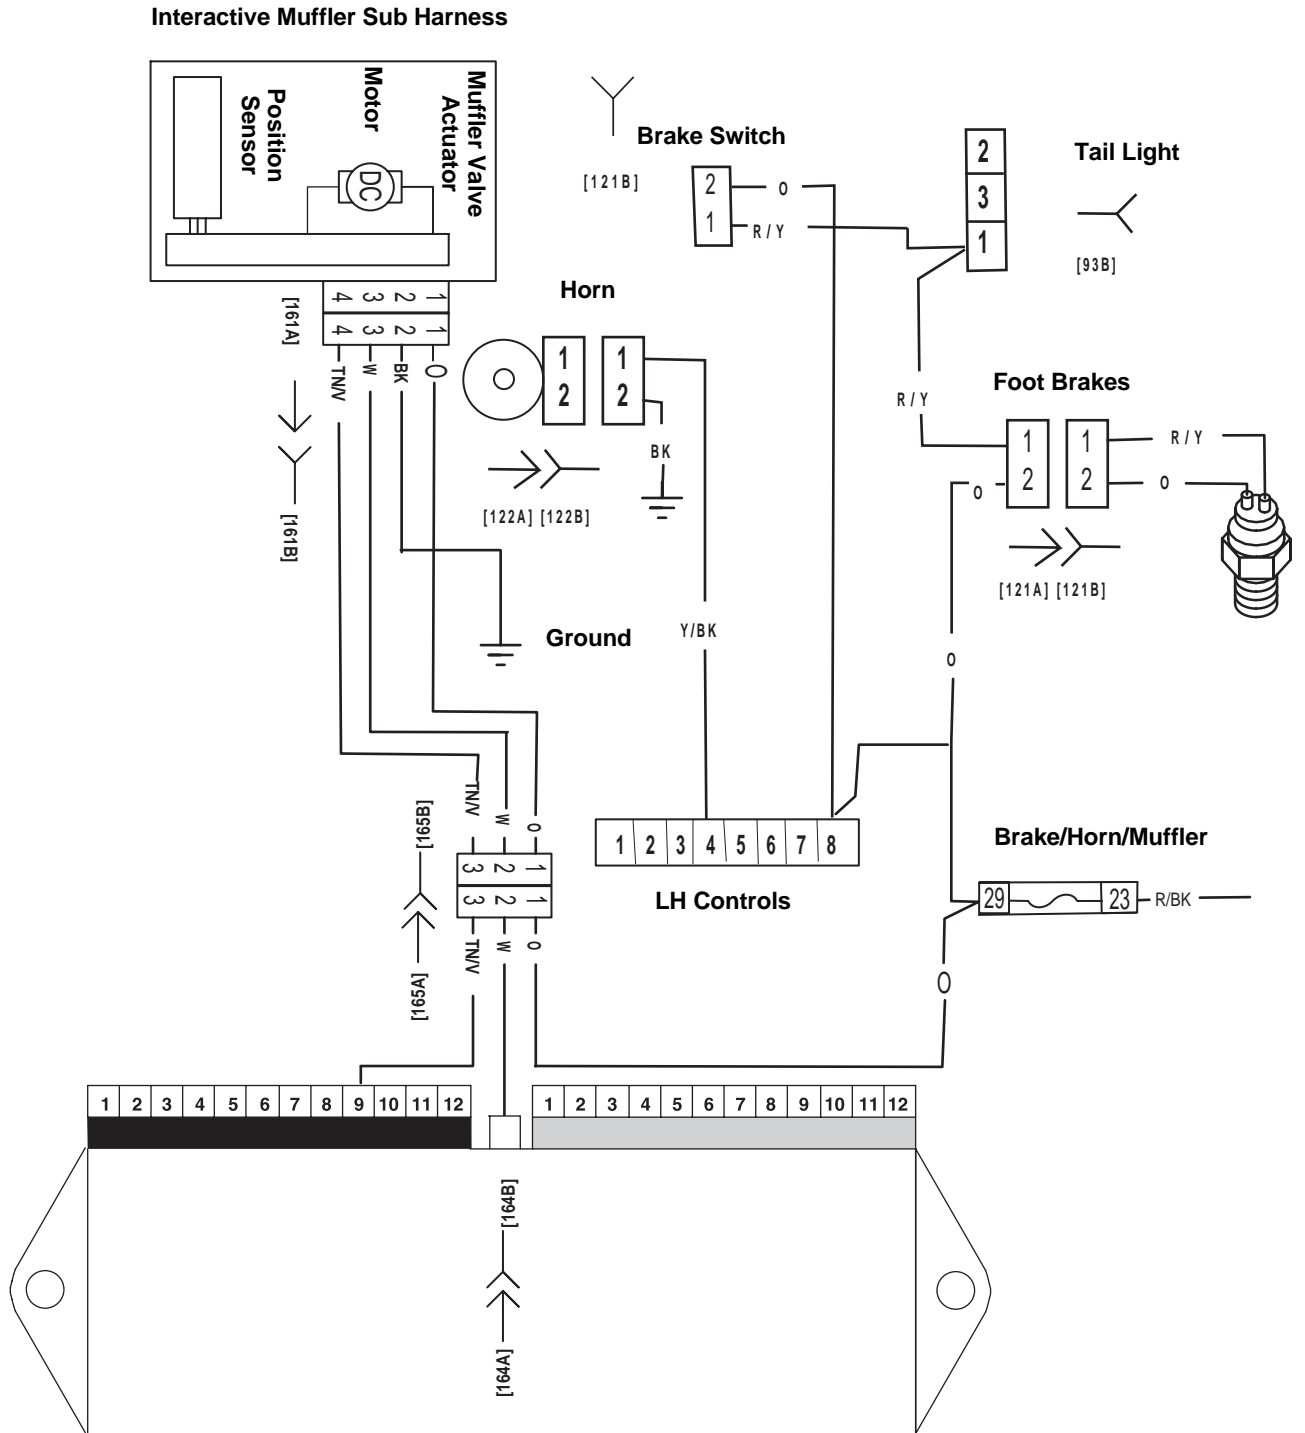 Interactive Muffler Sub Harness
Position
Sensor
Motor
DC
Muffler Valve
Actuator
[161A]
4 3 2 1
4 3 2 1
TN/V W BK O
[161B]
[121B]
Brake Switch
2 O
1 R/Y
2
3
1
Tail Light
[93B]
Horn
1 1
2 2
BK
[122A] [122B]
R/Y
Foot Brakes
1 1 R/Y
2 2 O
O
[121A] [121B]
Ground
Y/BK
O
TN/V W O
[165B]
3 2 1
3 2 1
TN/V W O
[165A]
1 2 3 4 5 6 7 8
LH Controls
Brake/Horn/Muffler
29 23 R/BK
O
1 2 3 4 5 6 7 8 9 10 11 12
1 2 3 4 5 6 7 8 9 10 11 12
[164B]
[164A]